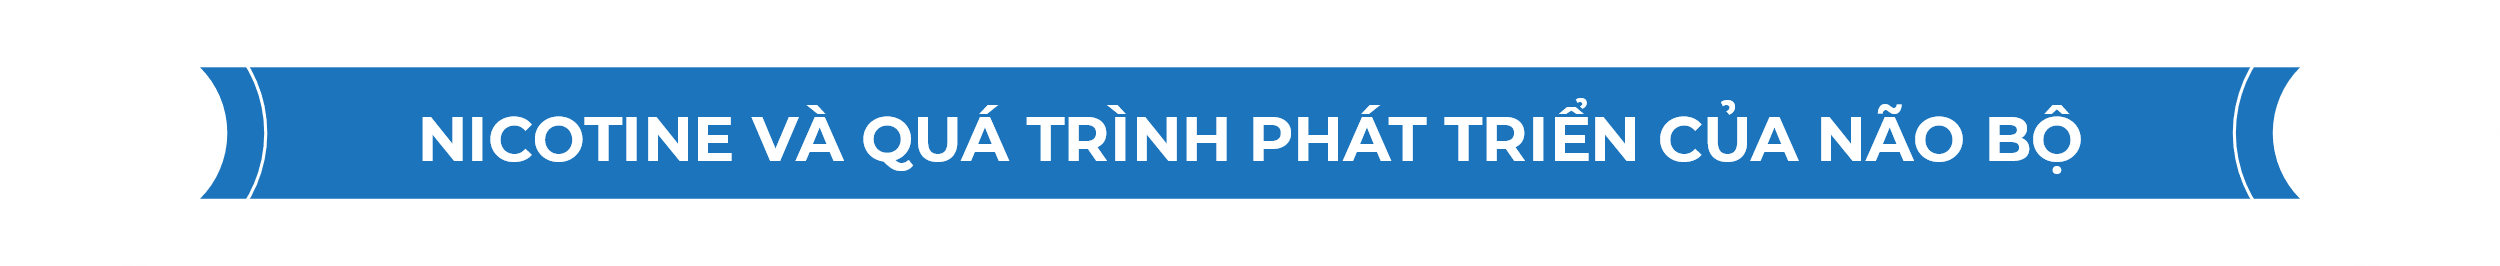 NICOTINE VÀ QUÁ TRÌNH PHÁT TRIỂN CỦA NÃO BỘ